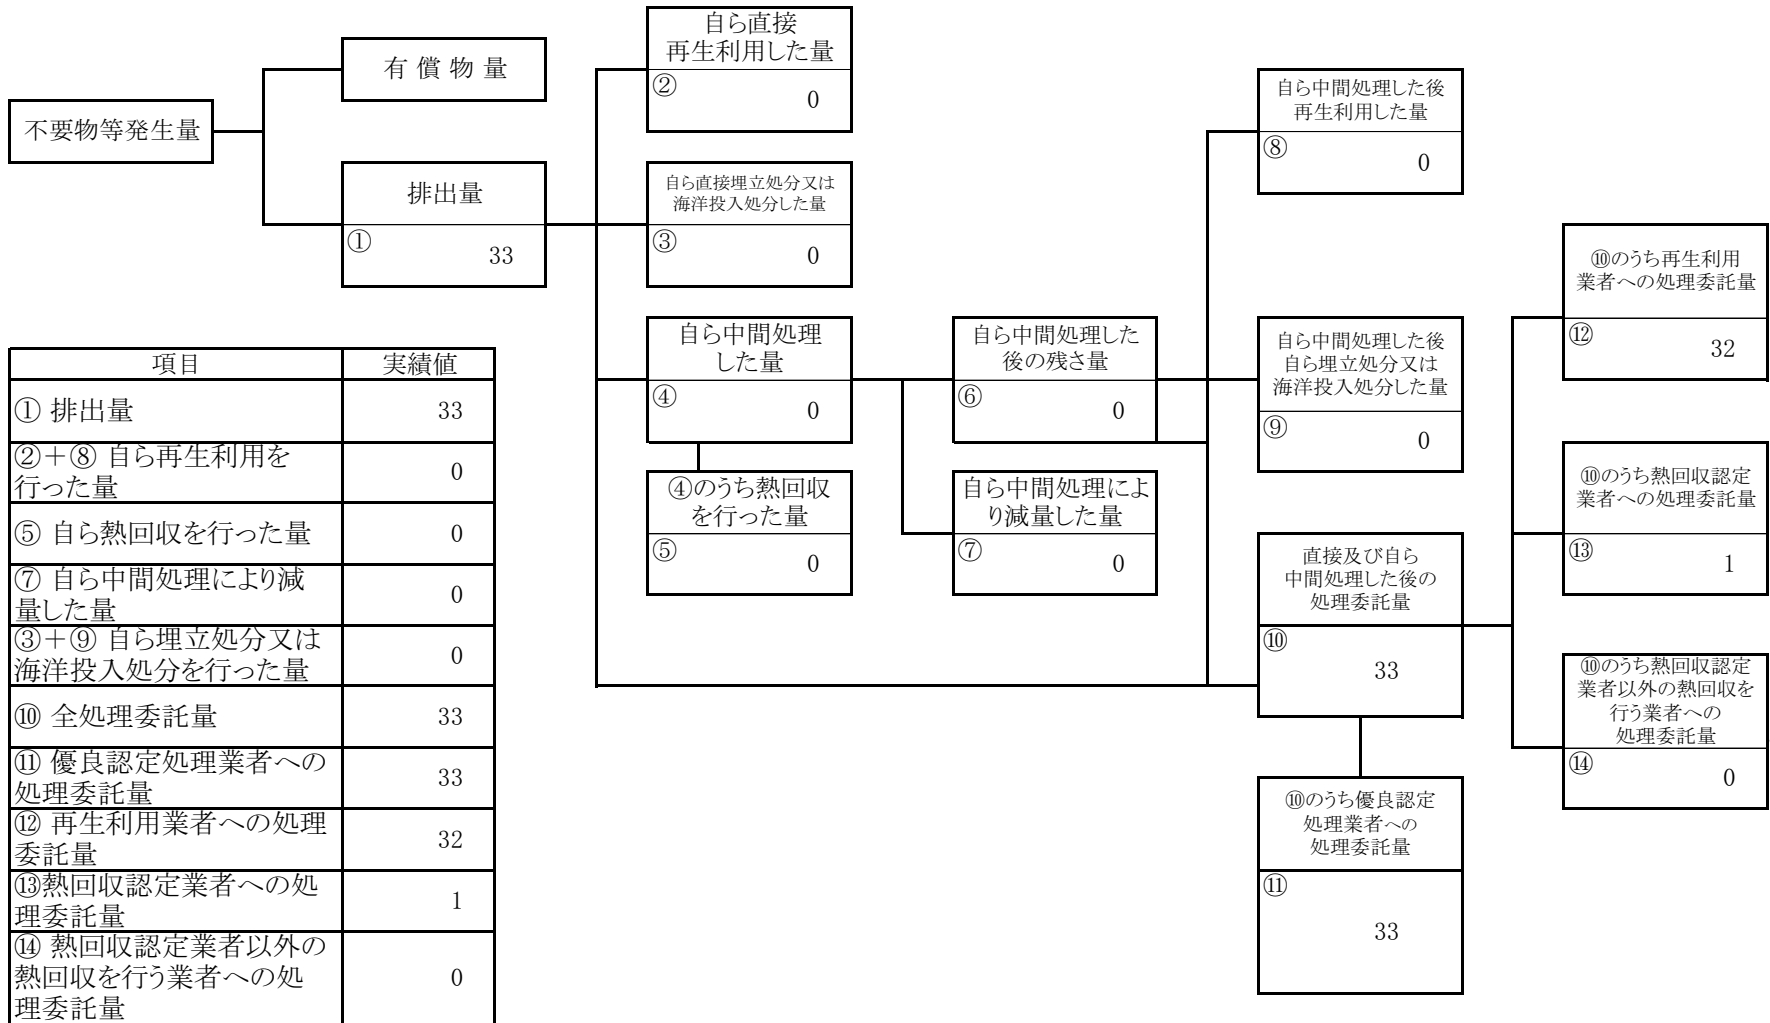 不要物等発生量
有 償 物 量
排出量
①
33
自ら直接
再生利用した量
②
0
自ら直接埋立処分又は
海洋投入処分した量
③
0
自ら中間処理
した量
④
0
④のうち熱回収
を行った量
⑤
0
自ら中間処理した
後の残さ量
⑥
0
自ら中間処理によ
り減量した量
⑦
0
自ら中間処理した後
再生利用した量
⑧
0
自ら中間処理した後
自ら埋立処分又は
海洋投入処分した量
⑨
0
直接及び自ら
中間処理した後の
処理委託量
⑩
33
⑩のうち優良認定
処理業者への
処理委託量
⑪
33
⑩のうち再生利用
業者への処理委託量
⑫
32
⑩のうち熱回収認定
業者への処理委託量
⑬
1
⑩のうち熱回収認定
業者以外の熱回収を
行う業者への
処理委託量
⑭
0
項目 実績値
① 排出量 33
②＋⑧ 自ら再生利用を
行った量 0
⑤ 自ら熱回収を行った量 0
⑦ 自ら中間処理により減
量した量 0
③＋⑨ 自ら埋立処分又は
海洋投入処分を行った量 0
⑩ 全処理委託量 33
⑪ 優良認定処理業者への
処理委託量 33
⑫ 再生利用業者への処理
委託量 32
⑬熱回収認定業者への処
理委託量 1
⑭ 熱回収認定業者以外の
熱回収を行う業者への処 0
理委託量